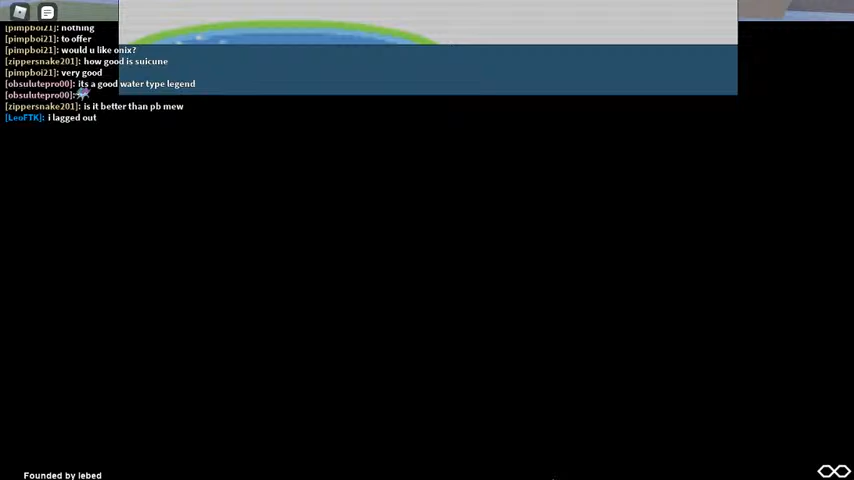 [pimpboi21]: nothing
[pimpboi21]: to offer
[pimpboi21]: would u like onix?
[zippersnake201]: how good is suicune
[pimpboi21]: very good
[obsulutepro00]: its a good water type legend
[obsulutepro00]:
[zippersnake201]: is it better than pb mew
[LeoFTK]: i lagged out
Founded by lebed